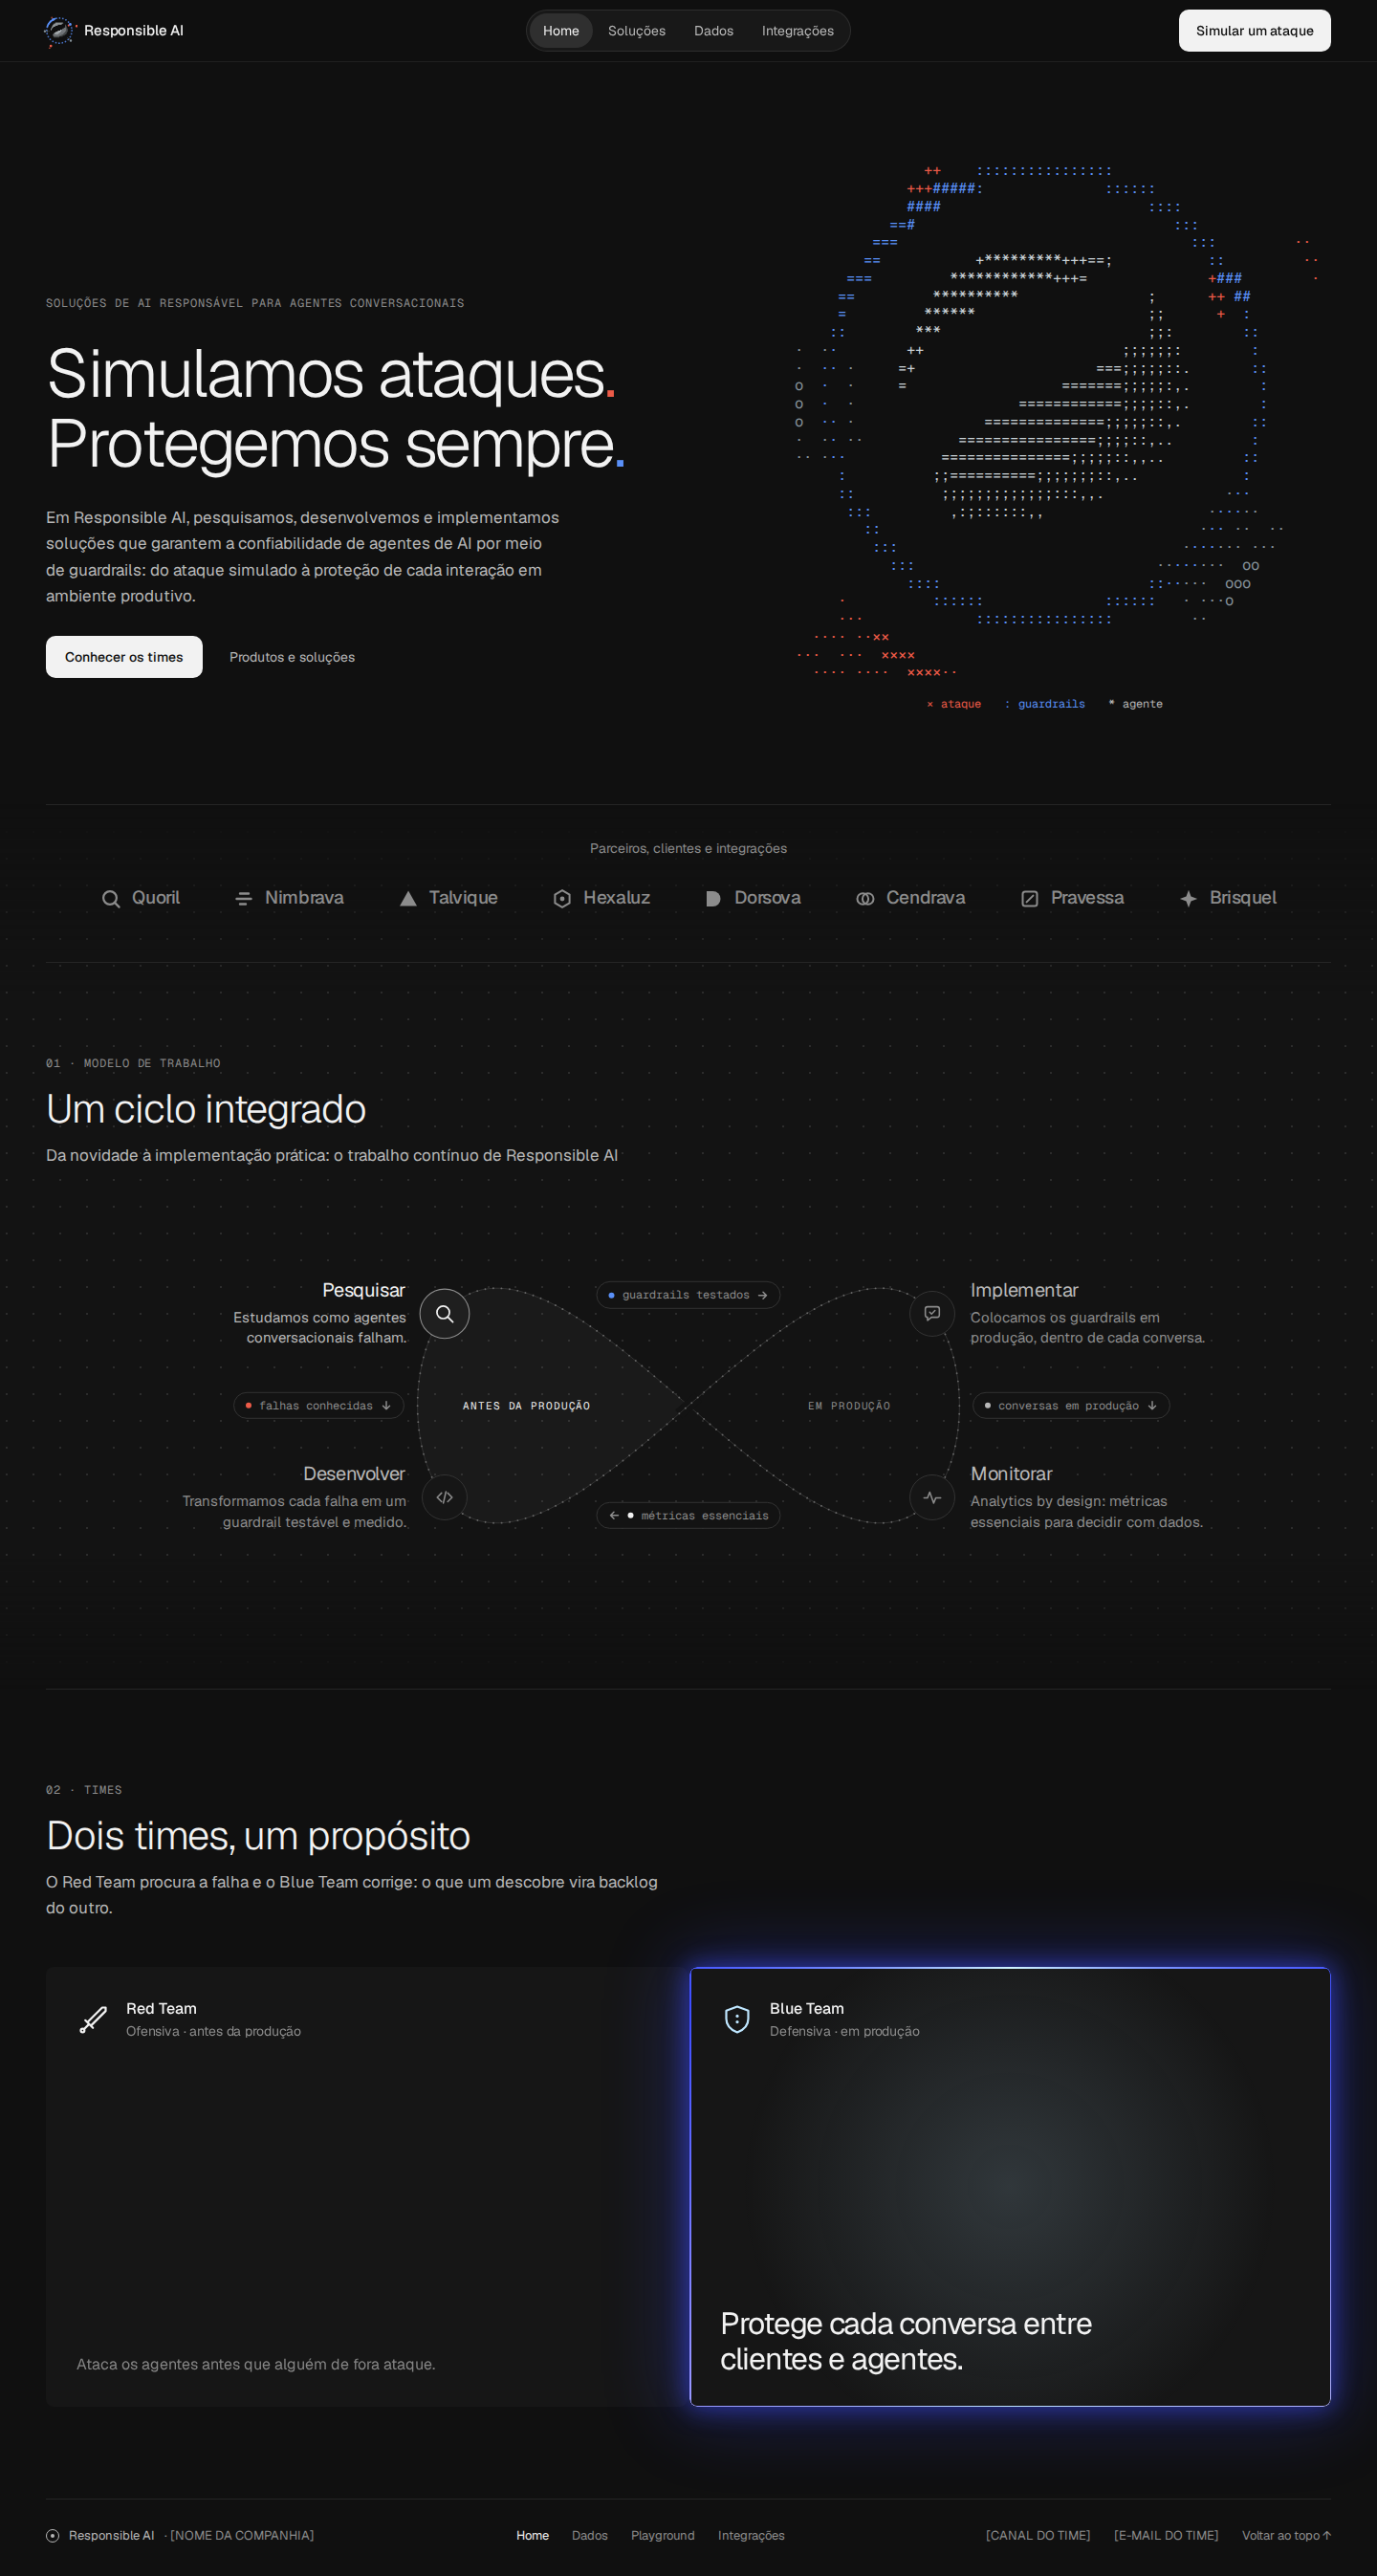 Responsible AI
Home
Soluções
Dados
Integrações
Simular um ataque
SOLUÇÕES DE AI RESPONSÁVEL PARA AGENTES CONVERSACIONAIS
Simulamos ataques.
Protegemos sempre.
Em Responsible AI, pesquisamos, desenvolvemos e implementamos
soluções que garantem a confiabilidade de agentes de AI por meio
de guardrails: do ataque simulado à proteção de cada interação em
ambiente produtivo.
Conhecer os times
Produtos e soluções
× ataque
: guardrails
* agente
Parceiros, clientes e integrações
Quoril
Nimbrava
Talvique
Hexaluz
Dorsova
Cendrava
Pravessa
Brisquel
01 · MODELO DE TRABALHO
Um ciclo integrado
Da novidade à implementação prática: o trabalho contínuo de Responsible AI
Pesquisar
Estudamos como agentes
conversacionais falham.
guardrails testados →
Implementar
Colocamos os guardrails em
produção, dentro de cada conversa.
falhas conhecidas ↓
ANTES DA PRODUÇÃO
EM PRODUÇÃO
conversas em produção ↓
Desenvolver
Transformamos cada falha em um
guardrail testável e medido.
← métricas essenciais
Monitorar
Analytics by design: métricas
essenciais para decidir com dados.
02 · TIMES
Dois times, um propósito
O Red Team procura a falha e o Blue Team corrige: o que um descobre vira backlog
do outro.
Red Team
Ofensiva · antes da produção
Ataca os agentes antes que alguém de fora ataque.
Blue Team
Defensiva · em produção
Protege cada conversa entre
clientes e agentes.
Responsible AI · [NOME DA COMPANHIA]
Home
Dados
Playground
Integrações
[CANAL DO TIME]
[E-MAIL DO TIME]
Voltar ao topo ↑